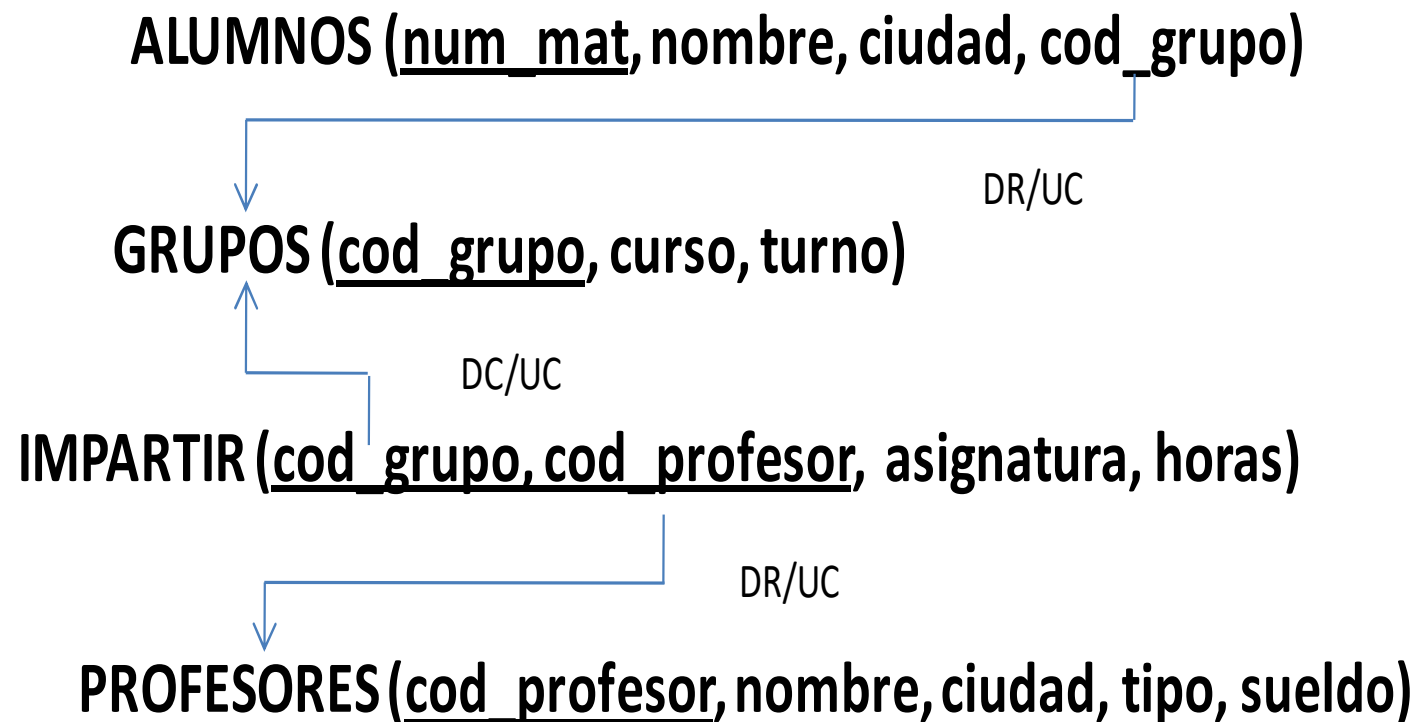 ALUMNOS (num_mat, nombre, ciudad, cod_grupo)
DR/UC
GRUPOS (cod_grupo, curso, turno)
DC/UC
IMPARTIR (cod_grupo, cod_profesor, asignatura, horas)
DR/UC
PROFESORES (cod_profesor, nombre, ciudad, tipo, sueldo)